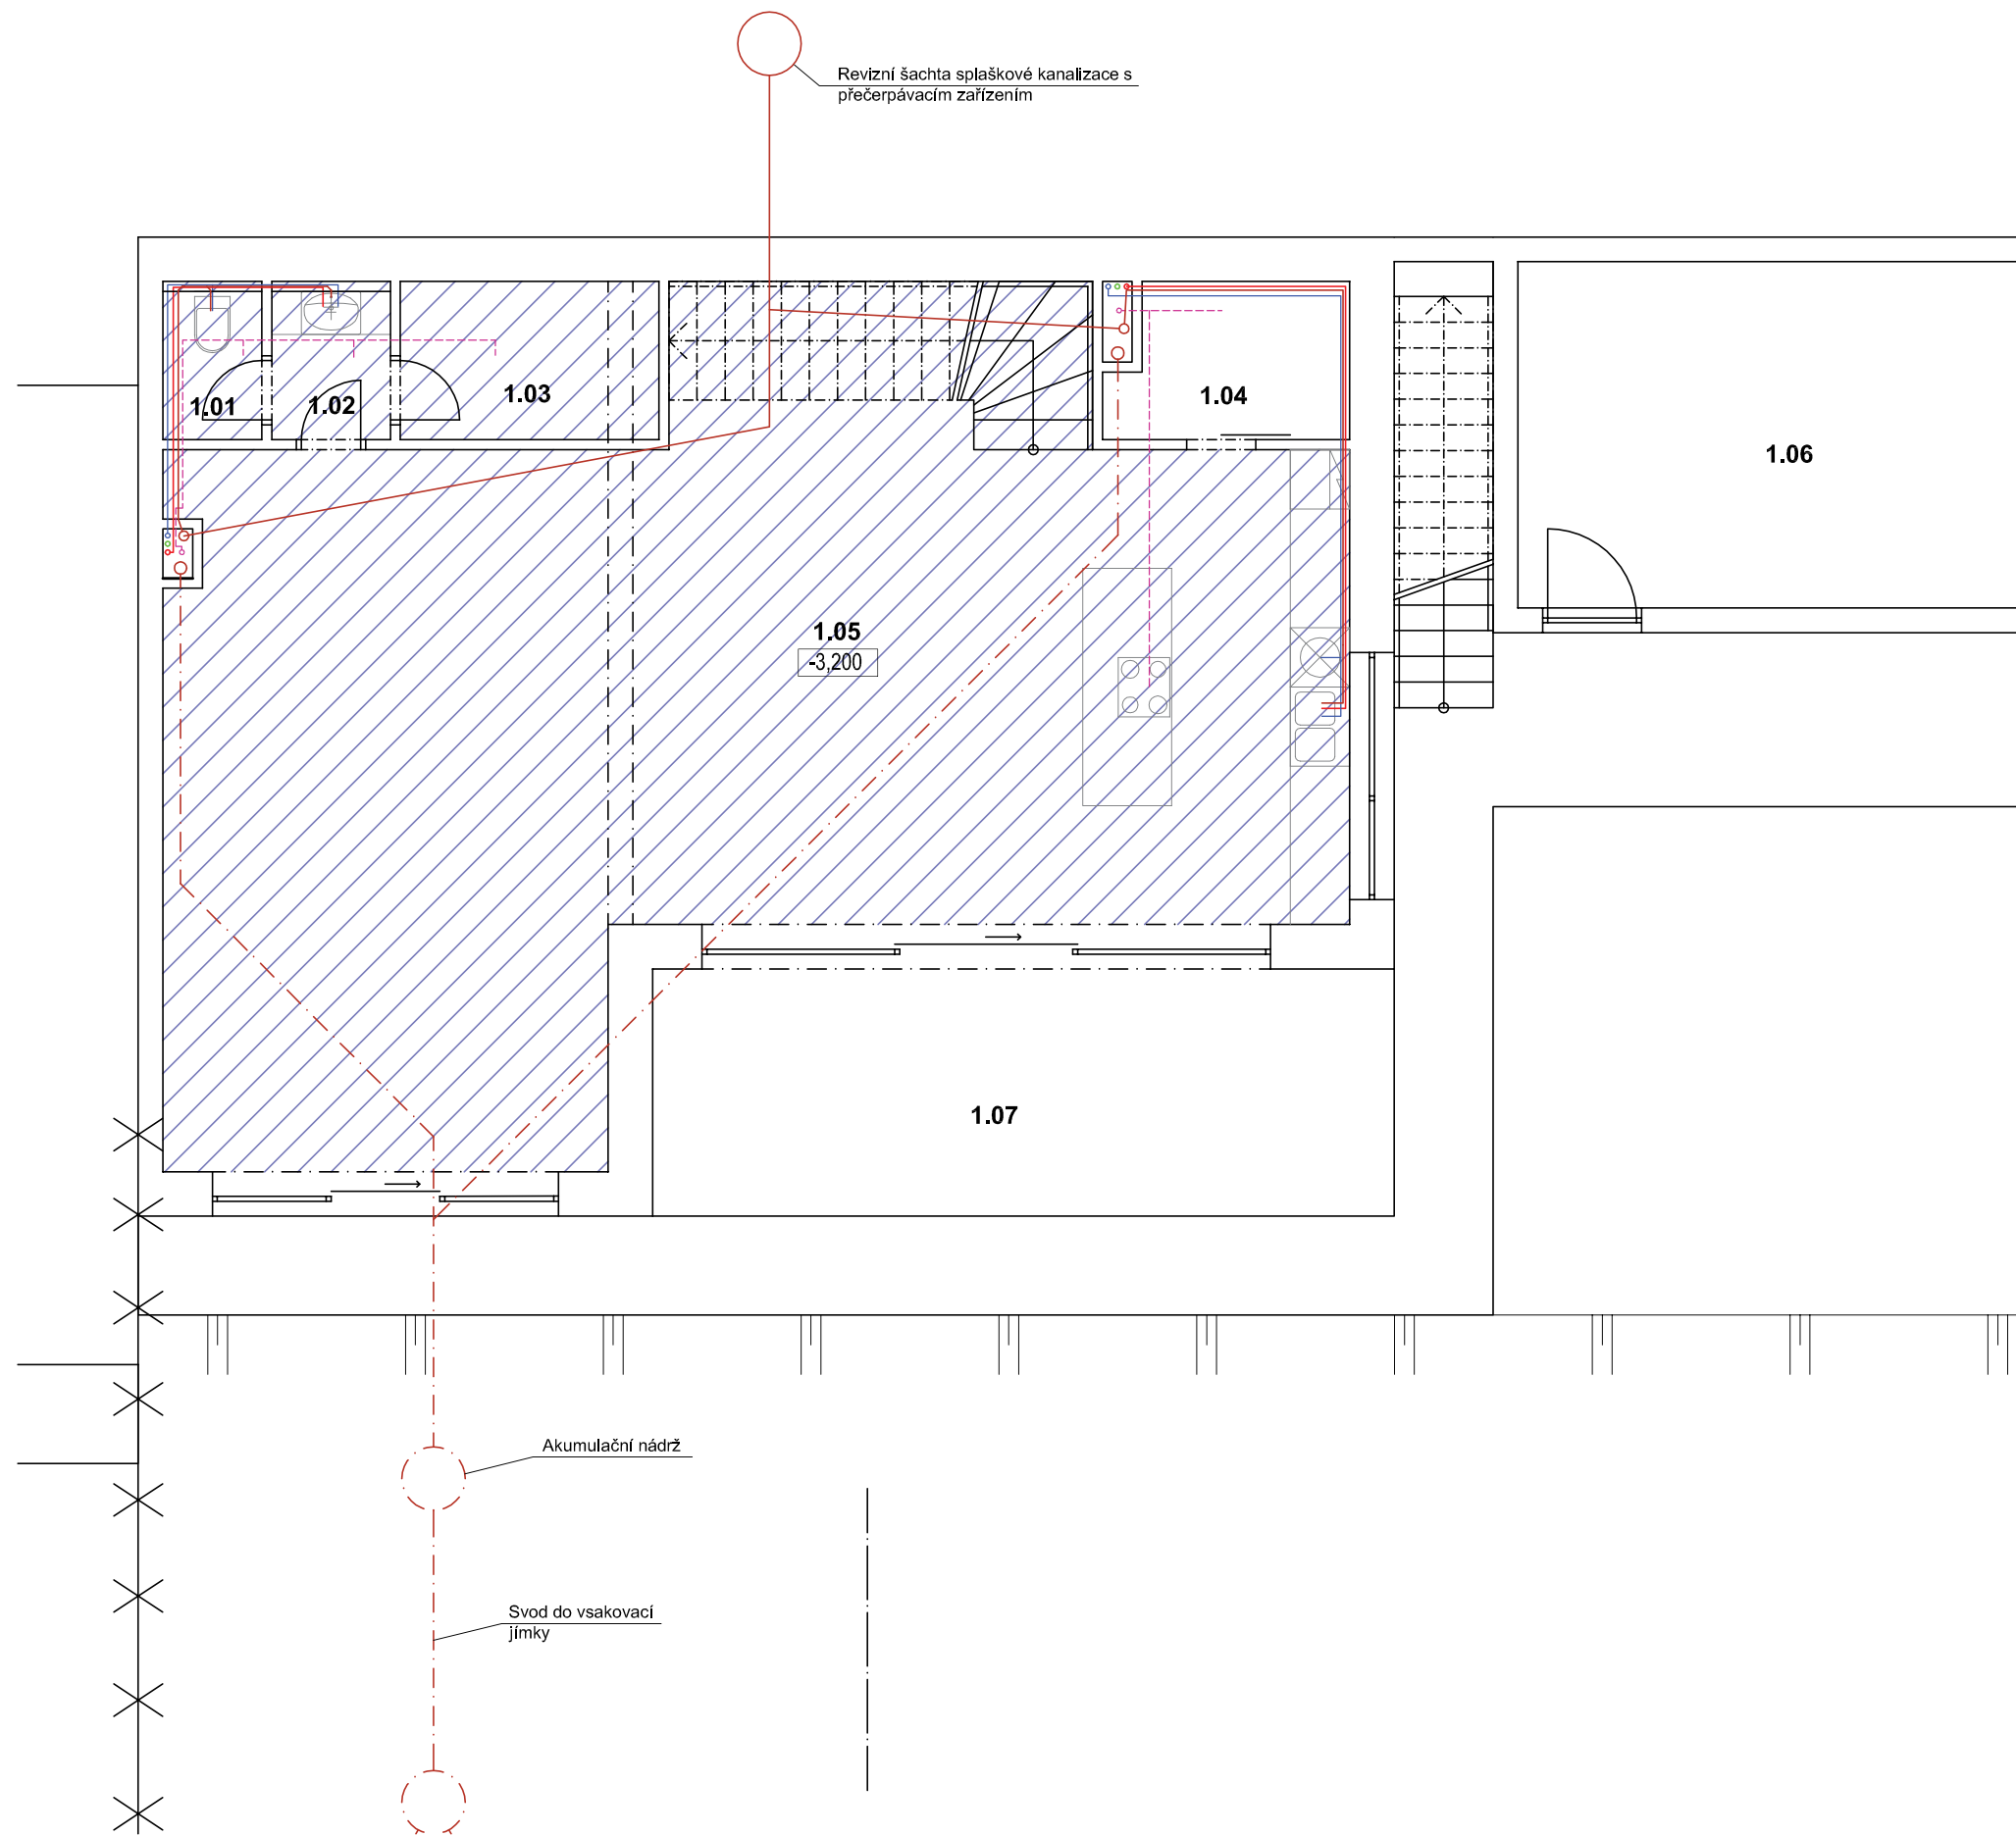 Revizní šachta splaškové kanalizace s
přečerpávacím zařízením
1.01
1.02
1.03
1.04
1.06
1.05
-3,200
1.07
Akumulační nádrž
Svod do vsakovací
jímky